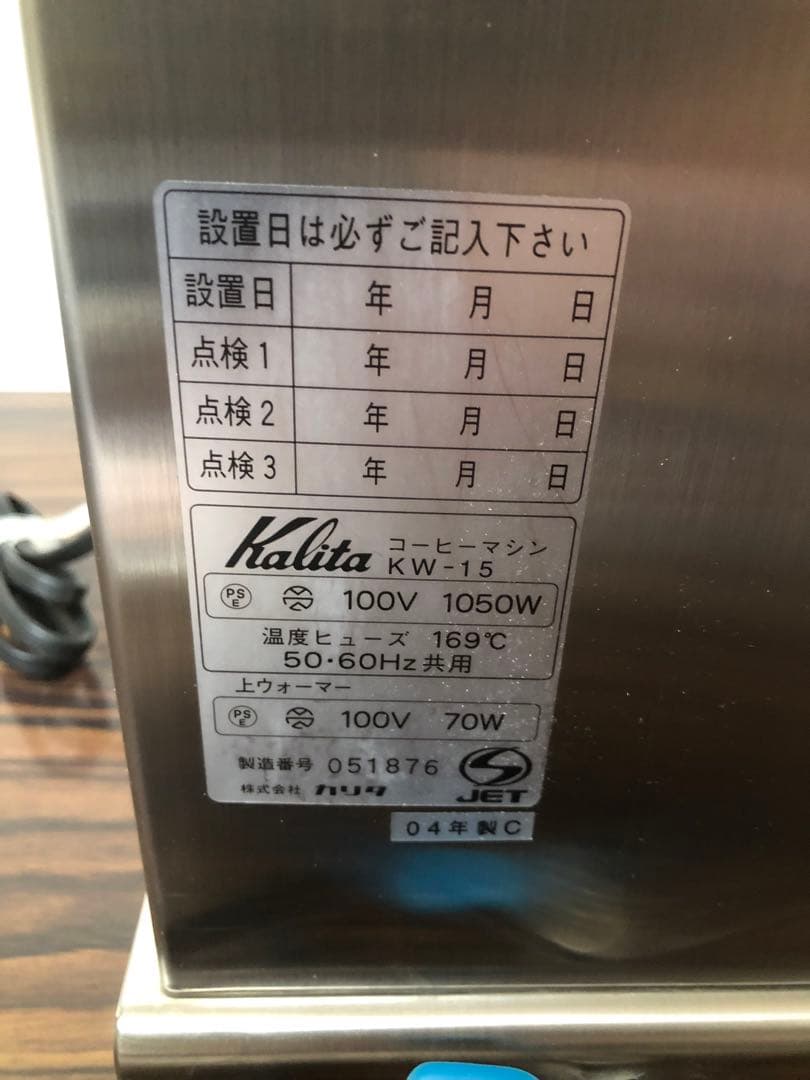 設置日は必ずご記入下さい
設置日 年 月 日
点検1 年 月 日
点検2 年 月 日
点検3 年 月 日
Kalita コーヒーマシン
KW-15
PSE 100V 1050W
温度ヒューズ 169℃
50・60Hz共用
上ウォーマー
PSE 100V 70W
製造番号 051876
株式会社 カリタ JET
04年製C